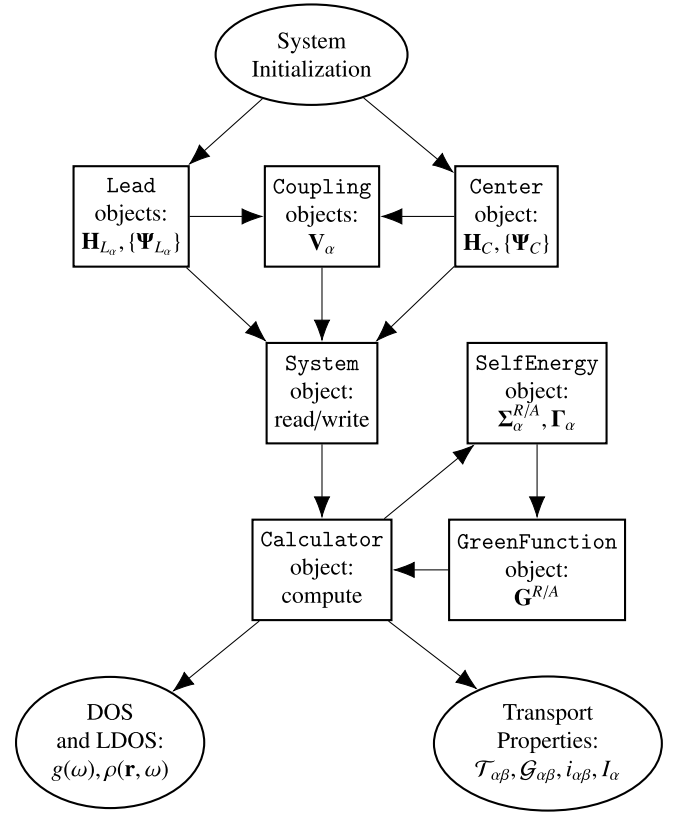 System
Initialization
Lead
objects:
𝐇_{L_α}, {𝚿_{L_α}}
Coupling
objects:
𝐕_α
Center
object:
𝐇_C, {𝚿_C}
System
object:
read/write
SelfEnergy
object:
𝚺_α^{R/A}, 𝚪_α
Calculator
object:
compute
GreenFunction
object:
𝐆^{R/A}
DOS
and LDOS:
g(ω), ρ(𝐫, ω)
Transport
Properties:
𝒯_{αβ}, 𝒢_{αβ}, i_{αβ}, I_α